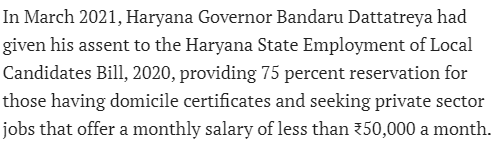 In March 2021, Haryana Governor Bandaru Dattatreya had
given his assent to the Haryana State Employment of Local
Candidates Bill, 2020, providing 75 percent reservation for
those having domicile certificates and seeking private sector
jobs that offer a monthly salary of less than ₹50,000 a month.